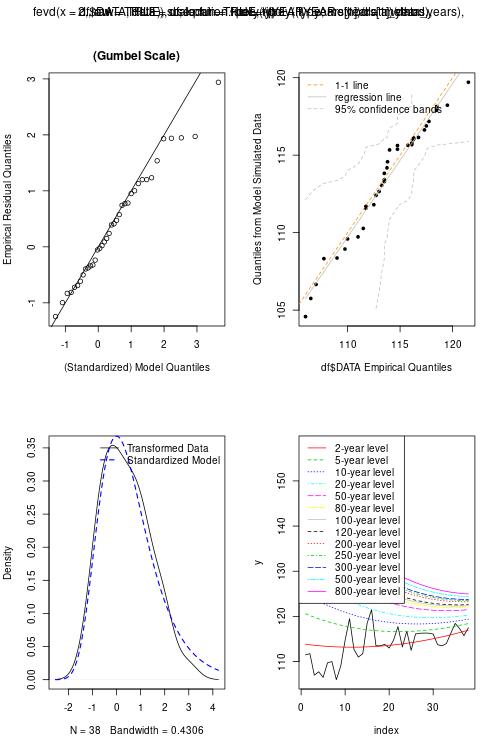 fevd(x =
(Gumbel Scale)
Empirical Residual Quantiles
3
2
1
0
-1
-1 0 1 2 3
(Standardized) Model Quantiles
Quantiles from Model Simulated Data
120
115
110
105
1-1 line
regression line
95% confidence bands
110 115 120
df$DATA Empirical Quantiles
Density
0.35
0.30
0.25
0.20
0.15
0.10
0.05
0.00
Transformed Data
Standardized Model
-2 -1 0 1 2 3 4
N = 38 Bandwidth = 0.4306
y
150
140
130
120
110
2-year level
5-year level
10-year level
20-year level
50-year level
80-year level
100-year level
120-year level
200-year level
250-year level
300-year level
500-year level
800-year level
0 10 20 30
index